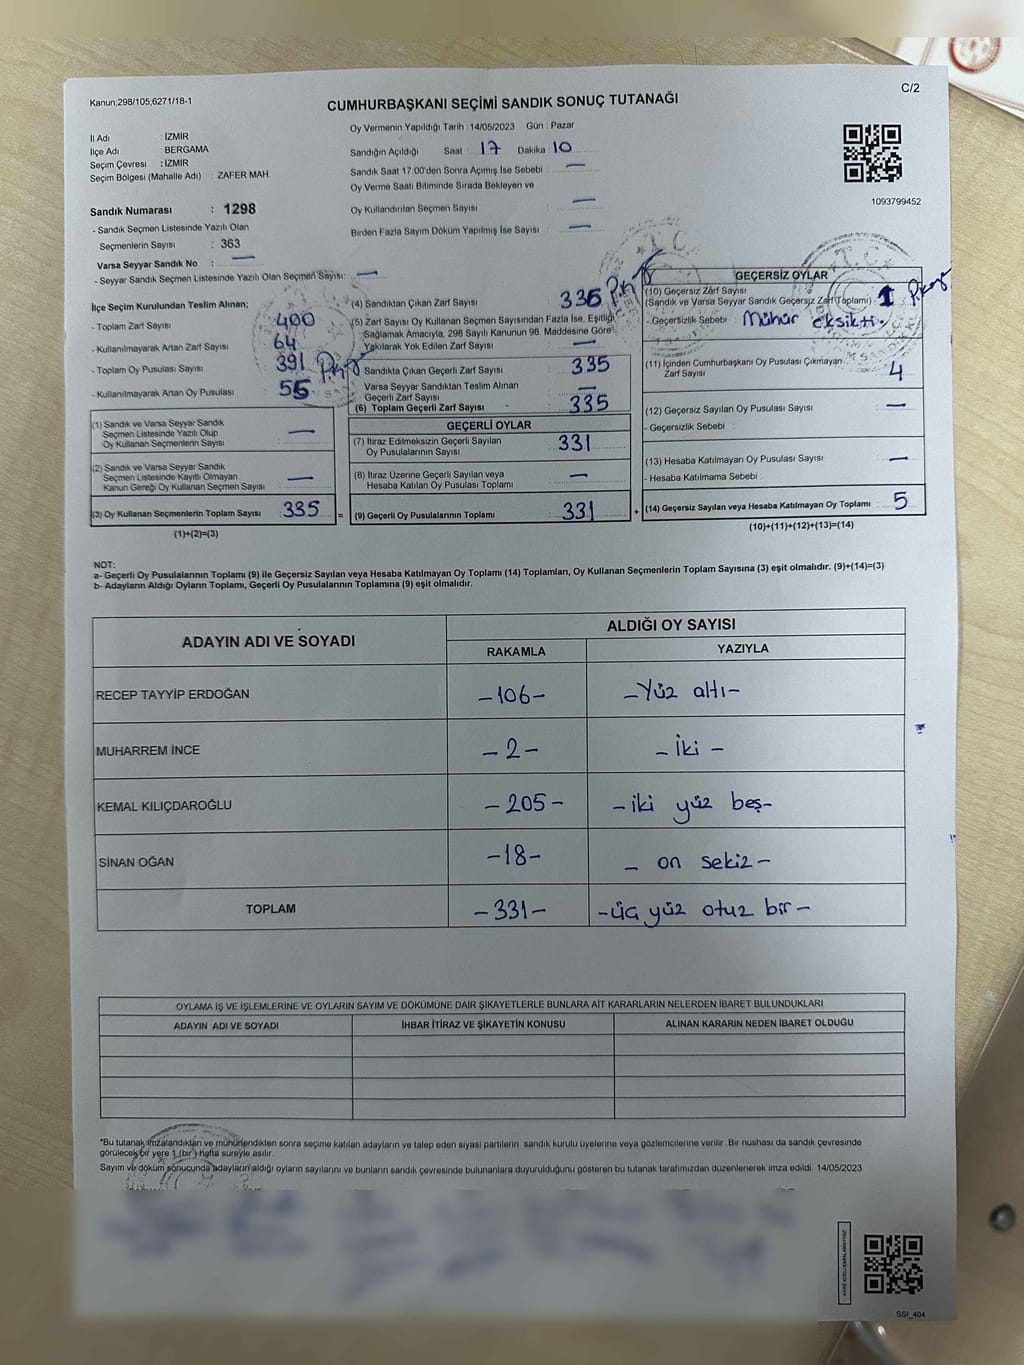 Kanun;298/105;6271/18-1
C/2
CUMHURBAŞKANI SEÇİMİ SANDIK SONUÇ TUTANAĞI
İl Adı : İZMİR
İlçe Adı : BERGAMA
Seçim Çevresi : İZMİR
Seçim Bölgesi (Mahalle Adı) : ZAFER MAH.
Sandık Numarası : 1298
- Sandık Seçmen Listesinde Yazılı Olan
Seçmenlerin Sayısı : 363
Varsa Seyyar Sandık No : —
- Seyyar Sandık Seçmen Listesinde Yazılı Olan Seçmen Sayısı: —
Oy Vermenin Yapıldığı Tarih : 14/05/2023 Gün : Pazar
Sandığın Açıldığı Saat : 17 Dakika : 10
Sandık Saat 17:00'den Sonra Açımış İse Sebebi : —
Oy Verme Saati Bitiminde Sırada Bekleyen ve
Oy Kullandırılan Seçmen Sayısı : —
Birden Fazla Sayım Döküm Yapılmış İse Sayısı : —
1093799452
İlçe Seçim Kurulundan Teslim Alınan;
- Toplam Zarf Sayısı 400
- Kullanılmayarak Artan Zarf Sayısı 64
- Toplam Oy Pusulası Sayısı 391
- Kullanılmayarak Artan Oy Pusulası 55
(1) Sandık ve Varsa Seyyar Sandık
Seçmen Listesinde Yazılı Olup
Oy Kullanan Seçmenlerin Sayısı —
(2) Sandık ve Varsa Seyyar Sandık
Seçmen Listesinde Kayıtlı Olmayan
Kanun Gereği Oy Kullanan Seçmen Sayısı —
(3) Oy Kullanan Seçmenlerin Toplam Sayısı : 335
(1)+(2)=(3)
(4) Sandıktan Çıkan Zarf Sayısı 336
(5) Zarf Sayısı Oy Kullanan Seçmen Sayısından Fazla İse, Eşitliği
Sağlamak Amacıyla, 298 Sayılı Kanunun 98. Maddesine Göre
Yakılarak Yok Edilen Zarf Sayısı —
Sandıkta Çıkan Geçerli Zarf Sayısı 335
Varsa Seyyar Sandıktan Teslim Alınan
Geçerli Zarf Sayısı —
(6) Toplam Geçerli Zarf Sayısı 335
GEÇERLİ OYLAR
(7) İtiraz Edilmeksizin Geçerli Sayılan
Oy Pusulalarının Sayısı 331
(8) İtiraz Üzerine Geçerli Sayılan veya
Hesaba Katılan Oy Pusulası Toplamı —
= (9) Geçerli Oy Pusulalarının Toplamı 331 +
GEÇERSİZ OYLAR
(10) Geçersiz Zarf Sayısı
(Sandık ve Varsa Seyyar Sandık Geçersiz Zarf Toplamı) : 1
- Geçersizlik Sebebi Mühür eksikti.
(11) İçinden Cumhurbaşkanı Oy Pusulası Çıkmayan
Zarf Sayısı 4
(12) Geçersiz Sayılan Oy Pusulası Sayısı —
- Geçersizlik Sebebi :
(13) Hesaba Katılmayan Oy Pusulası Sayısı —
- Hesaba Katılmama Sebebi
(14) Geçersiz Sayılan veya Hesaba Katılmayan Oy Toplamı : 5
(10)+(11)+(12)+(13)=(14)
NOT:
a- Geçerli Oy Pusulalarının Toplamı (9) ile Geçersiz Sayılan veya Hesaba Katılmayan Oy Toplamı (14) Toplamları, Oy Kullanan Seçmenlerin Toplam Sayısına (3) eşit olmalıdır. (9)+(14)=(3)
b- Adayların Aldığı Oyların Toplamı, Geçerli Oy Pusulalarının Toplamına (9) eşit olmalıdır.
ADAYIN ADI VE SOYADI ALDIĞI OY SAYISI
RAKAMLA YAZIYLA
RECEP TAYYİP ERDOĞAN -106- -Yüz altı-
MUHARREM İNCE -2- -İki-
KEMAL KILIÇDAROĞLU -205- -iki yüz beş-
SİNAN OĞAN -18- - on sekiz-
TOPLAM -331- -üç yüz otuz bir-
OYLAMA İŞ VE İŞLEMLERİNE VE OYLARIN SAYIM VE DÖKÜMÜNE DAİR ŞİKAYETLERLE BUNLARA AİT KARARLARIN NELERDEN İBARET BULUNDUKLARI
ADAYIN ADI VE SOYADI İHBAR İTİRAZ VE ŞİKAYETİN KONUSU ALINAN KARARIN NEDEN İBARET OLDUĞU
*Bu tutanak imzalandıktan ve mühürlendikten sonra seçime katılan adayların ve talep eden siyasi partilerin sandık kurulu üyelerine veya gözlemcilerine verilir. Bir nüshası da sandık çevresinde
görülecek bir yere 1 (bir) hafta süreyle asılır.
Sayım ve döküm sonucunda adayların aldığı oyların sayılarını ve bunların sandık çevresinde bulunanlara duyurulduğunu gösteren bu tutanak tarafımızdan düzenlenerek imza edildi. 14/05/2023
SSI_404